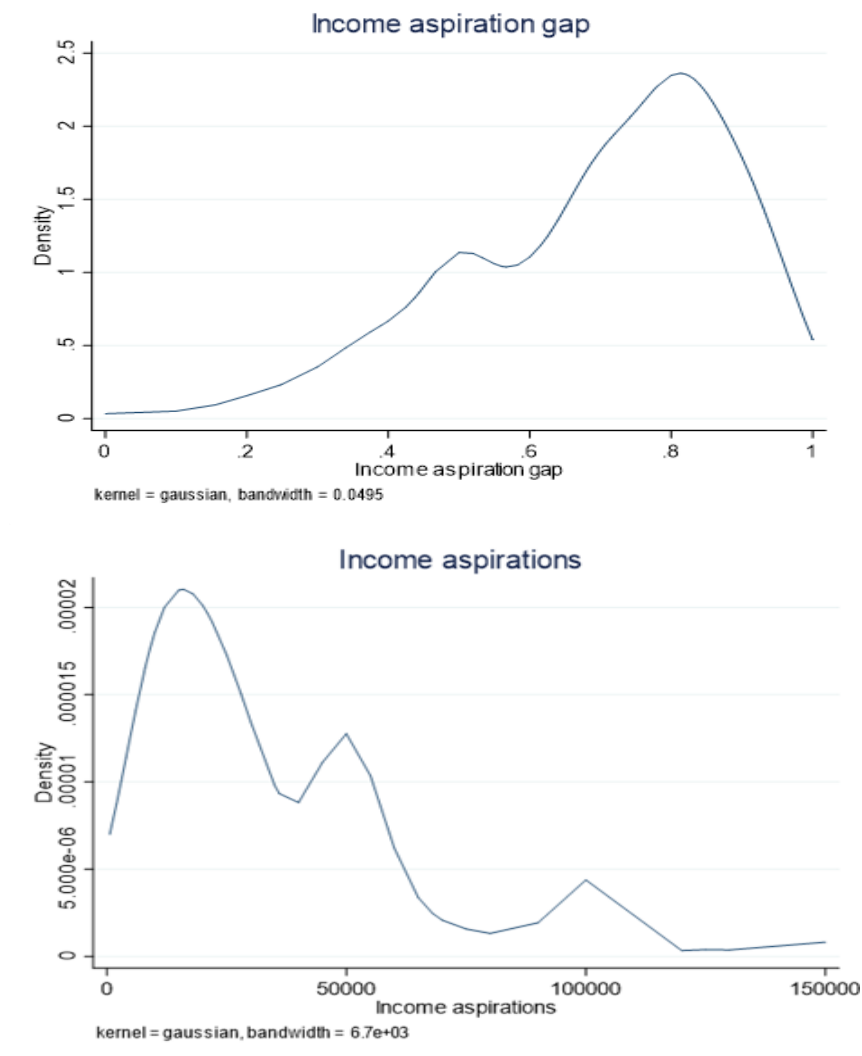 Income aspiration gap
2.5
2
1.5
1
.5
0
Density
0 .2 .4 .6 .8 1
Income aspiration gap
kernel = gaussian, bandwidth = 0.0495
Income aspirations
.00002
.000015
.00001
5.000e-06
0
Density
0 50000 100000 150000
Income aspirations
kernel = gaussian, bandwidth = 6.7e+03